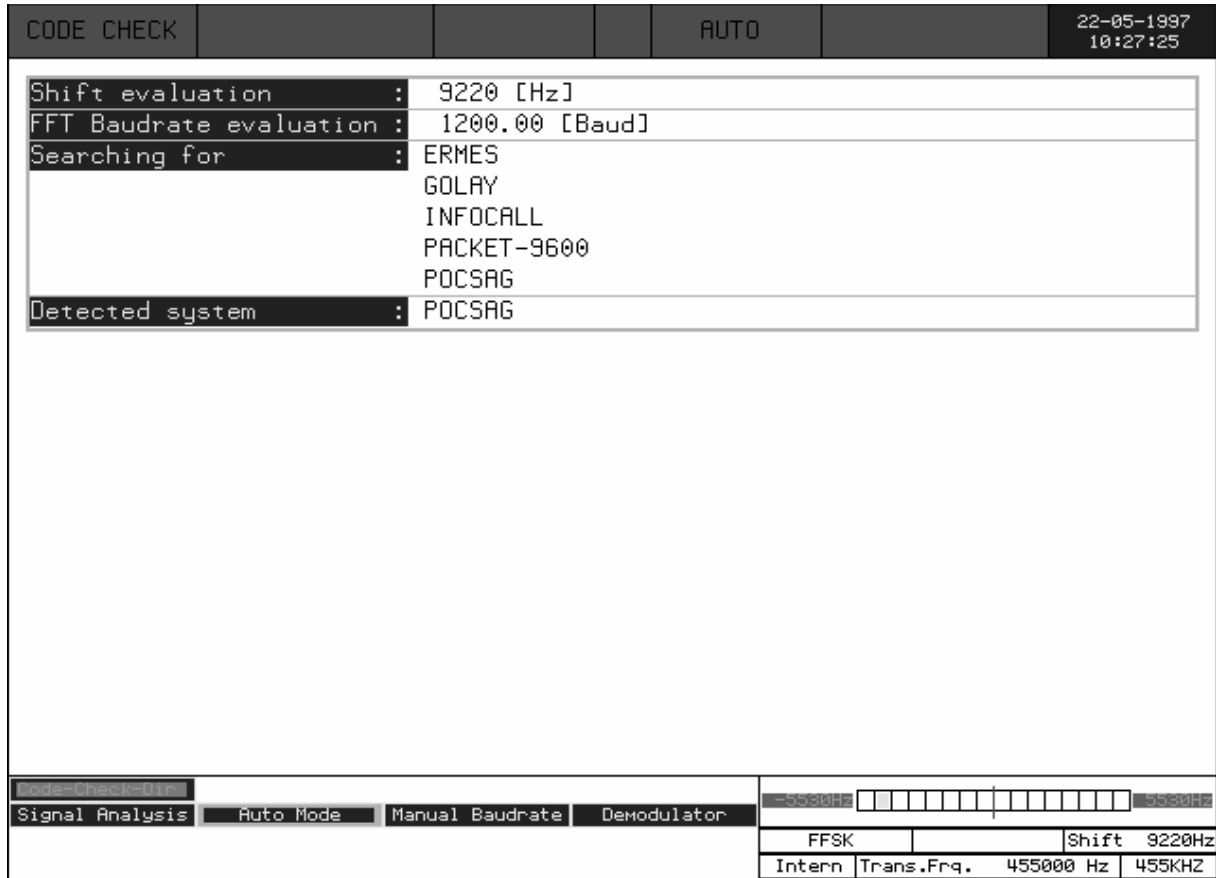 CODE CHECK AUTO 22-05-1997
10:27:25
Shift evaluation : 9220 [Hz]
FFT Baudrate evaluation : 1200.00 [Baud]
Searching for : ERMES
GOLAY
INFOCALL
PACKET-9600
POCSAG
Detected system : POCSAG
Code-Check-Dir
Signal Analysis Auto Mode Manual Baudrate Demodulator
-5530Hz 5530Hz
FFSK Shift 9220Hz
Intern Trans.Frq. 455000 Hz 455KHZ